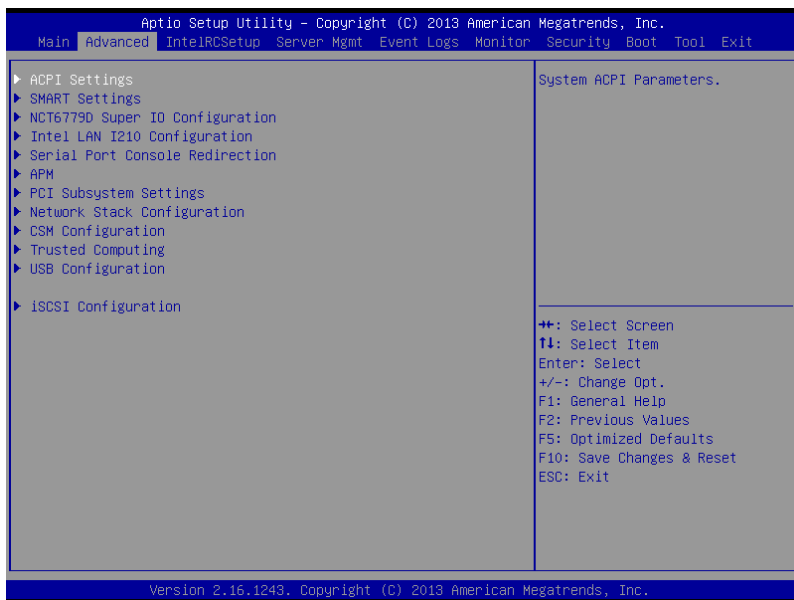 Aptio Setup Utility – Copyright (C) 2013 American Megatrends, Inc.
Main Advanced IntelRCSetup Server Mgmt Event Logs Monitor Security Boot Tool Exit
ACPI Settings
SMART Settings
NCT6779D Super IO Configuration
Intel LAN I210 Configuration
Serial Port Console Redirection
APM
PCI Subsystem Settings
Network Stack Configuration
CSM Configuration
Trusted Computing
USB Configuration
iSCSI Configuration
System ACPI Parameters.
→←: Select Screen
↑↓: Select Item
Enter: Select
+/-: Change Opt.
F1: General Help
F2: Previous Values
F5: Optimized Defaults
F10: Save Changes & Reset
ESC: Exit
Version 2.16.1243. Copyright (C) 2013 American Megatrends, Inc.